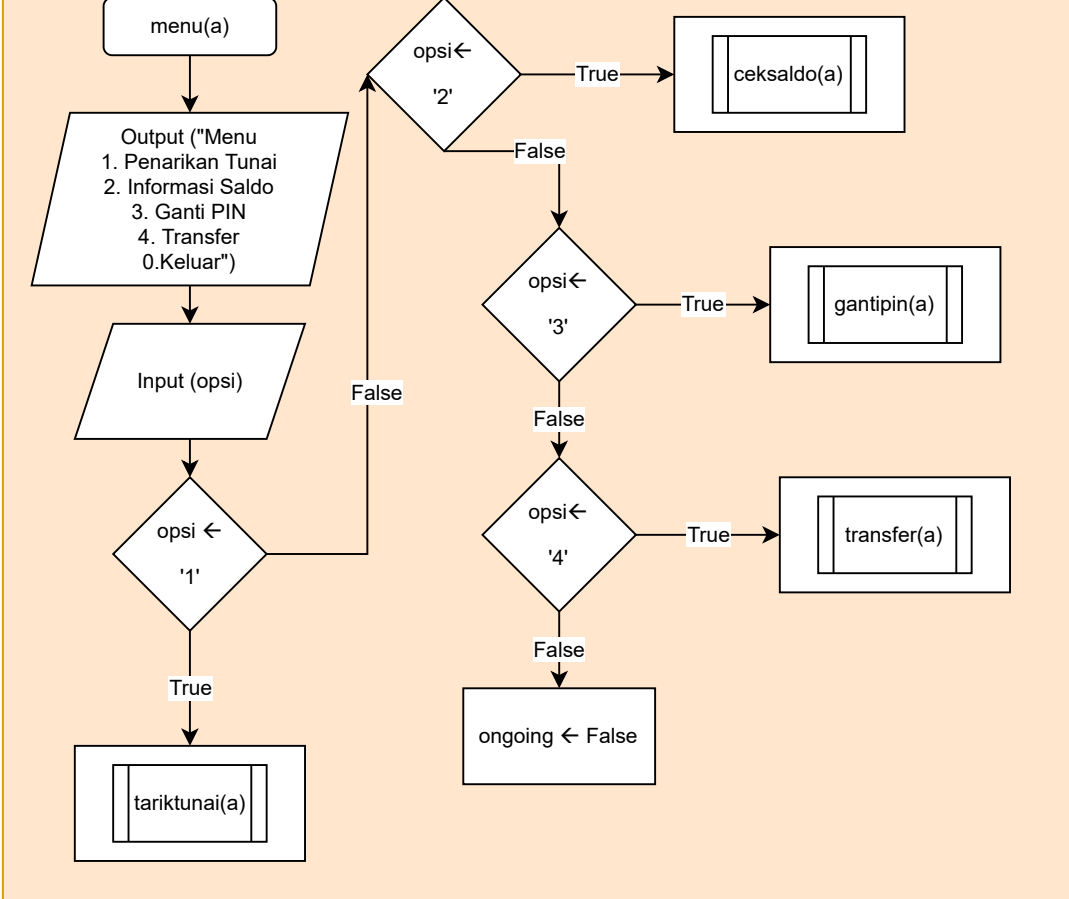 menu(a)
Output ("Menu
1. Penarikan Tunai
2. Informasi Saldo
3. Ganti PIN
4. Transfer
0.Keluar")
Input (opsi)
opsi ←
'1'
True
tariktunai(a)
False
opsi←
'2'
True
ceksaldo(a)
False
opsi←
'3'
True
gantipin(a)
False
opsi←
'4'
True
transfer(a)
False
ongoing ← False